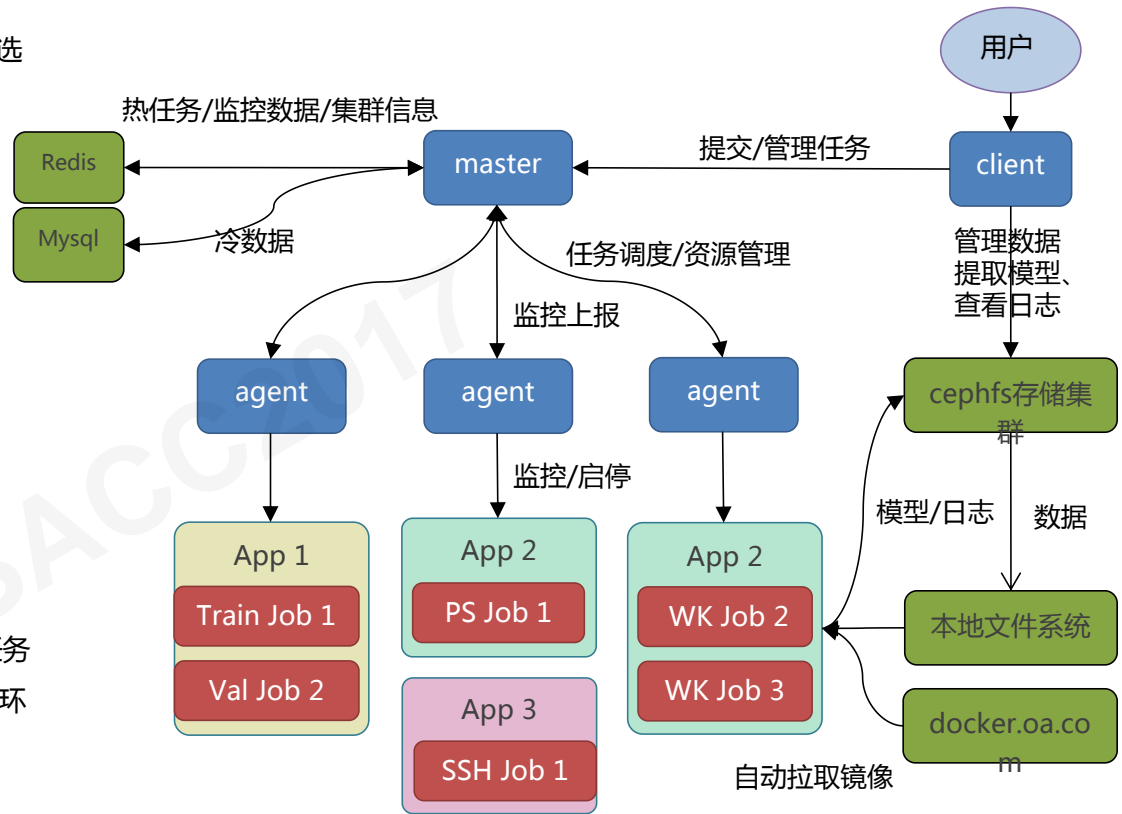 选
用户
热任务/监控数据/集群信息
Redis
master
提交/管理任务
client
Mysql
冷数据
任务调度/资源管理
管理数据
提取模型、
查看日志
监控上报
agent
agent
agent
cephfs存储集
群
监控/启停
模型/日志
数据
App 1
Train Job 1
Val Job 2
App 2
PS Job 1
App 3
SSH Job 1
App 2
WK Job 2
WK Job 3
本地文件系统
docker.oa.co
m
自动拉取镜像
任务
环
SACC2017